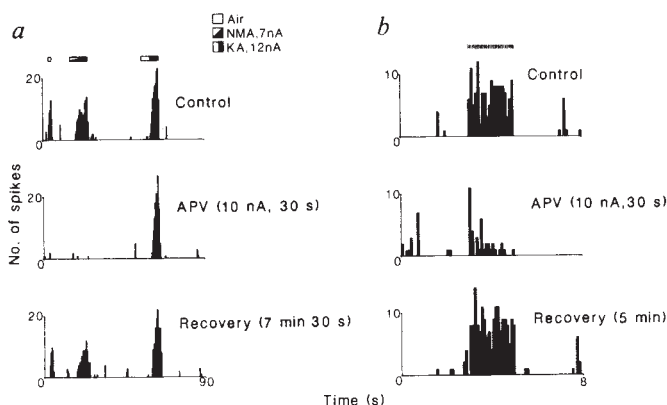 a
Air
NMA,7nA
KA,12nA
20
0
Control
20
0
APV (10 nA, 30 s)
20
0
Recovery (7 min 30 s)
0
90
No. of spikes
b
10
0
Control
10
0
APV (10 nA,30 s)
10
0
Recovery (5 min)
0
8
Time (s)